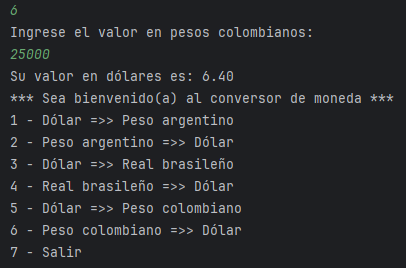 6
Ingrese el valor en pesos colombianos:
25000
Su valor en dólares es: 6.40
*** Sea bienvenido(a) al conversor de moneda ***
1 - Dólar =>> Peso argentino
2 - Peso argentino =>> Dólar
3 - Dólar =>> Real brasileño
4 - Real brasileño =>> Dólar
5 - Dólar =>> Peso colombiano
6 - Peso colombiano =>> Dólar
7 - Salir